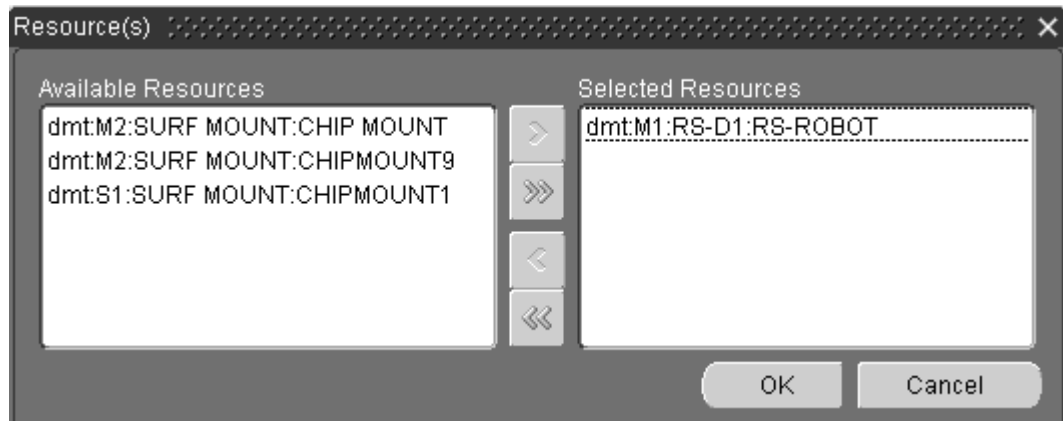 Resource(s)
Available Resources
dmt:M2:SURF MOUNT:CHIP MOUNT
dmt:M2:SURF MOUNT:CHIPMOUNT9
dmt:S1:SURF MOUNT:CHIPMOUNT1
Selected Resources
dmt:M1:RS-D1:RS-ROBOT
OK
Cancel